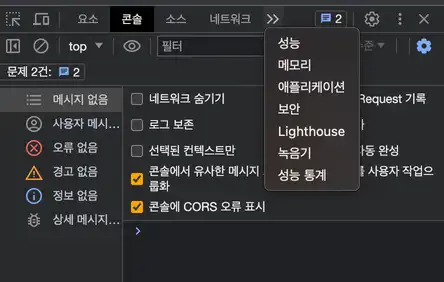 요소
콘솔
소스
네트워크
2
top
필터
준
문제 2건: 2
성능
메모리
애플리케이션
보안
Lighthouse
녹음기
성능 통계
메시지 없음
사용자 메시…
오류 없음
경고 없음
정보 없음
상세 메시지…
네트워크 숨기기
Request 기록
로그 보존
선택된 컨텍스트만
동 완성
콘솔에서 유사한 메시지
를 사용자 작업으
룹화
콘솔에 CORS 오류 표시